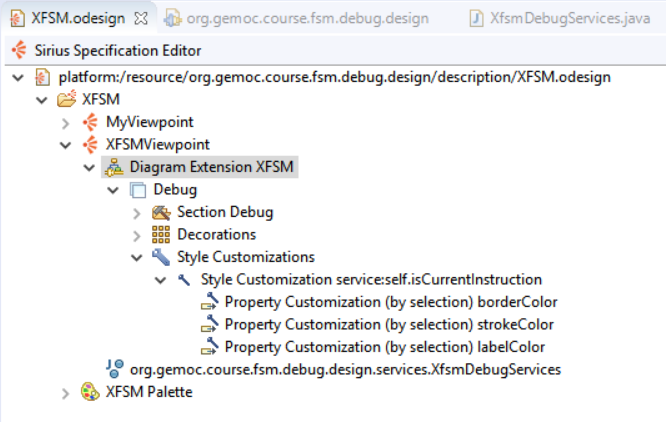 XFSM.odesign
org.gemoc.course.fsm.debug.design
XfsmDebugServices.java
Sirius Specification Editor
platform:/resource/org.gemoc.course.fsm.debug.design/description/XFSM.odesign
XFSM
MyViewpoint
XFSMViewpoint
Diagram Extension XFSM
Debug
Section Debug
Decorations
Style Customizations
Style Customization service:self.isCurrentInstruction
Property Customization (by selection) borderColor
Property Customization (by selection) strokeColor
Property Customization (by selection) labelColor
org.gemoc.course.fsm.debug.design.services.XfsmDebugServices
XFSM Palette